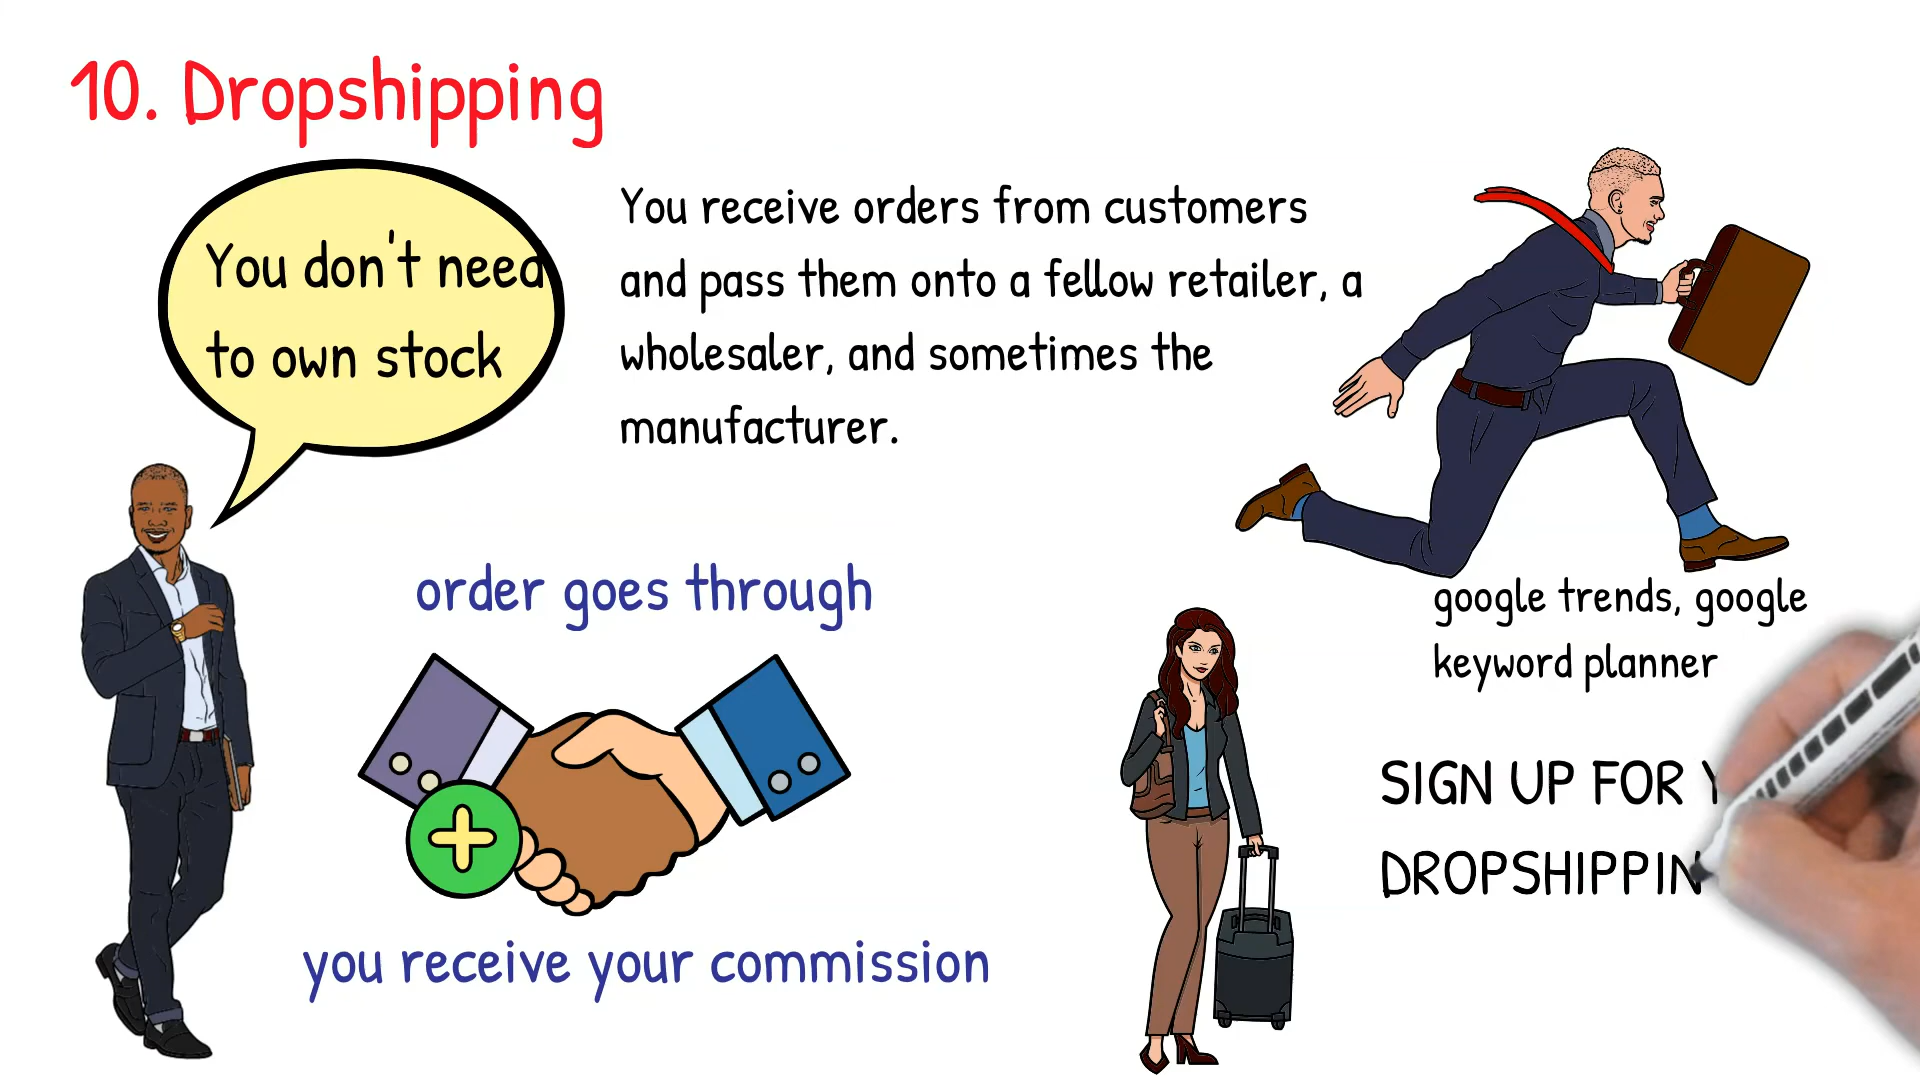 10. Dropshipping
You don't need
to own stock
You receive orders from customers
and pass them onto a fellow retailer, a
wholesaler, and sometimes the
manufacturer.
order goes through
you receive your commission
google trends, google
keyword planner
SIGN UP FOR Y
DROPSHIPPIN